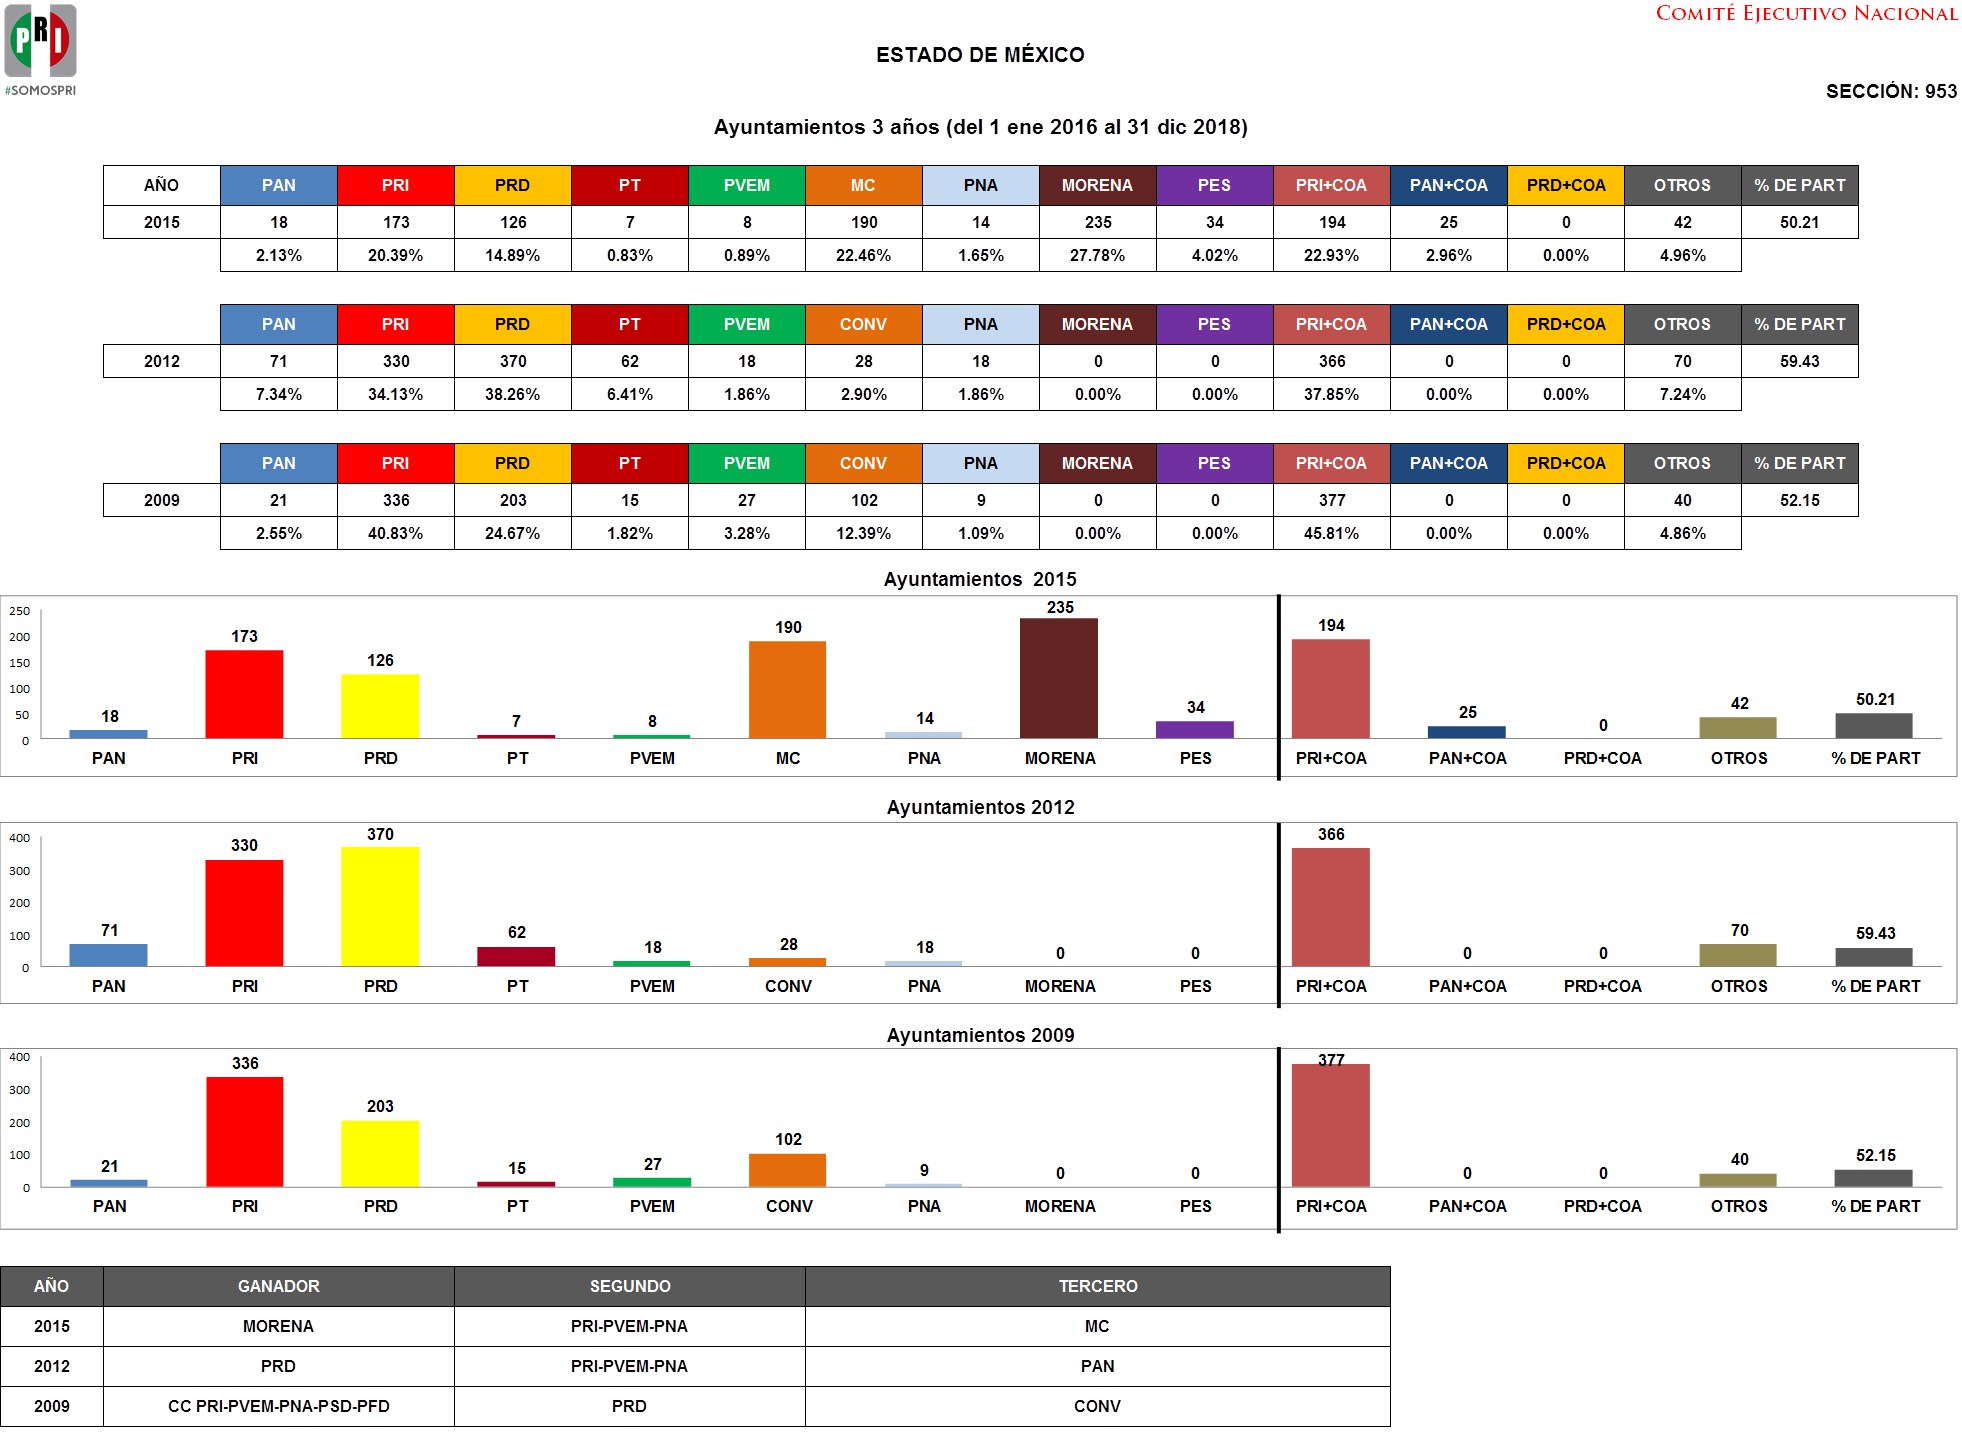 COMITÉ EJECUTIVO NACIONAL
PRI
#SOMOSPRI
ESTADO DE MÉXICO
SECCIÓN: 953
Ayuntamientos 3 años (del 1 ene 2016 al 31 dic 2018)
AÑO PAN PRI PRD PT PVEM MC PNA MORENA PES PRI+COA PAN+COA PRD+COA OTROS % DE PART
2015 18 173 126 7 8 190 14 235 34 194 25 0 42 50.21
2.13% 20.39% 14.89% 0.83% 0.89% 22.46% 1.65% 27.78% 4.02% 22.93% 2.96% 0.00% 4.96%
PAN PRI PRD PT PVEM CONV PNA MORENA PES PRI+COA PAN+COA PRD+COA OTROS % DE PART
2012 71 330 370 62 18 28 18 0 0 366 0 0 70 59.43
7.34% 34.13% 38.26% 6.41% 1.86% 2.90% 1.86% 0.00% 0.00% 37.85% 0.00% 0.00% 7.24%
PAN PRI PRD PT PVEM CONV PNA MORENA PES PRI+COA PAN+COA PRD+COA OTROS % DE PART
2009 21 336 203 15 27 102 9 0 0 377 0 0 40 52.15
2.55% 40.83% 24.67% 1.82% 3.28% 12.39% 1.09% 0.00% 0.00% 45.81% 0.00% 0.00% 4.86%
Ayuntamientos 2015
250
200
150
100
50
0
18 173 126 7 8 190 14 235 34 194 25 0 42 50.21
PAN PRI PRD PT PVEM MC PNA MORENA PES PRI+COA PAN+COA PRD+COA OTROS % DE PART
Ayuntamientos 2012
400
300
200
100
0
71 330 370 62 18 28 18 0 0 366 0 0 70 59.43
PAN PRI PRD PT PVEM CONV PNA MORENA PES PRI+COA PAN+COA PRD+COA OTROS % DE PART
Ayuntamientos 2009
400
300
200
100
0
21 336 203 15 27 102 9 0 0 377 0 0 40 52.15
PAN PRI PRD PT PVEM CONV PNA MORENA PES PRI+COA PAN+COA PRD+COA OTROS % DE PART
AÑO GANADOR SEGUNDO TERCERO
2015 MORENA PRI-PVEM-PNA MC
2012 PRD PRI-PVEM-PNA PAN
2009 CC PRI-PVEM-PNA-PSD-PFD PRD CONV